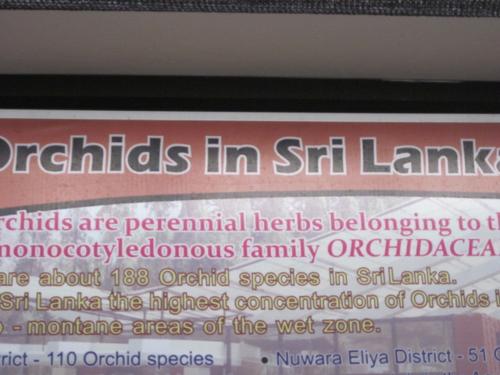 Orchids in Sri Lanka
rchids are perennial herbs belonging to th
monocotyledonous family ORCHIDACEA
are about 188 Orchid species in Sri Lanka.
Sri Lanka the highest concentration of Orchids i
- montane areas of the wet zone.
rict - 110 Orchid species
• Nuwara Eliya District - 51 O